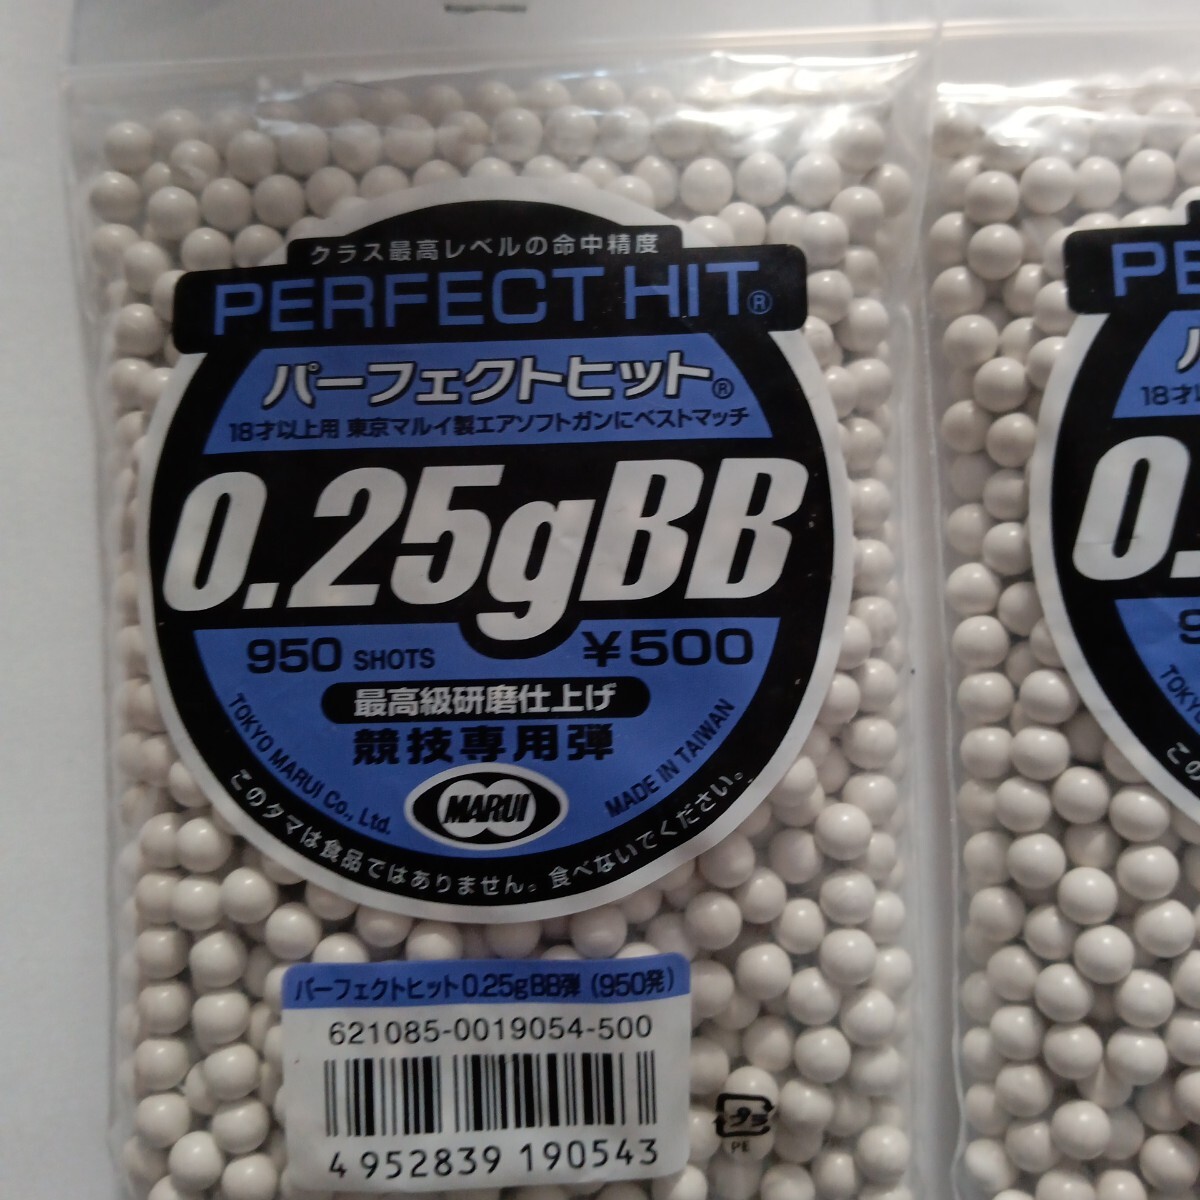 クラス最高レベルの命中精度
PERFECT HIT®
パーフェクトヒット®
18才以上用 東京マルイ製エアソフトガンにベストマッチ
0.25gBB
950 SHOTS
¥500
最高級研磨仕上げ
競技専用弾
TOKYO MARUI Co., Ltd.
MARUI
MADE IN TAIWAN
このタマは食品ではありません。食べないでください。
パーフェクトヒット0.25gBB弾(950発)
621085-0019054-500
4 952839 190543
プラ
PE
PE
18才以
0.
9
TOK
この